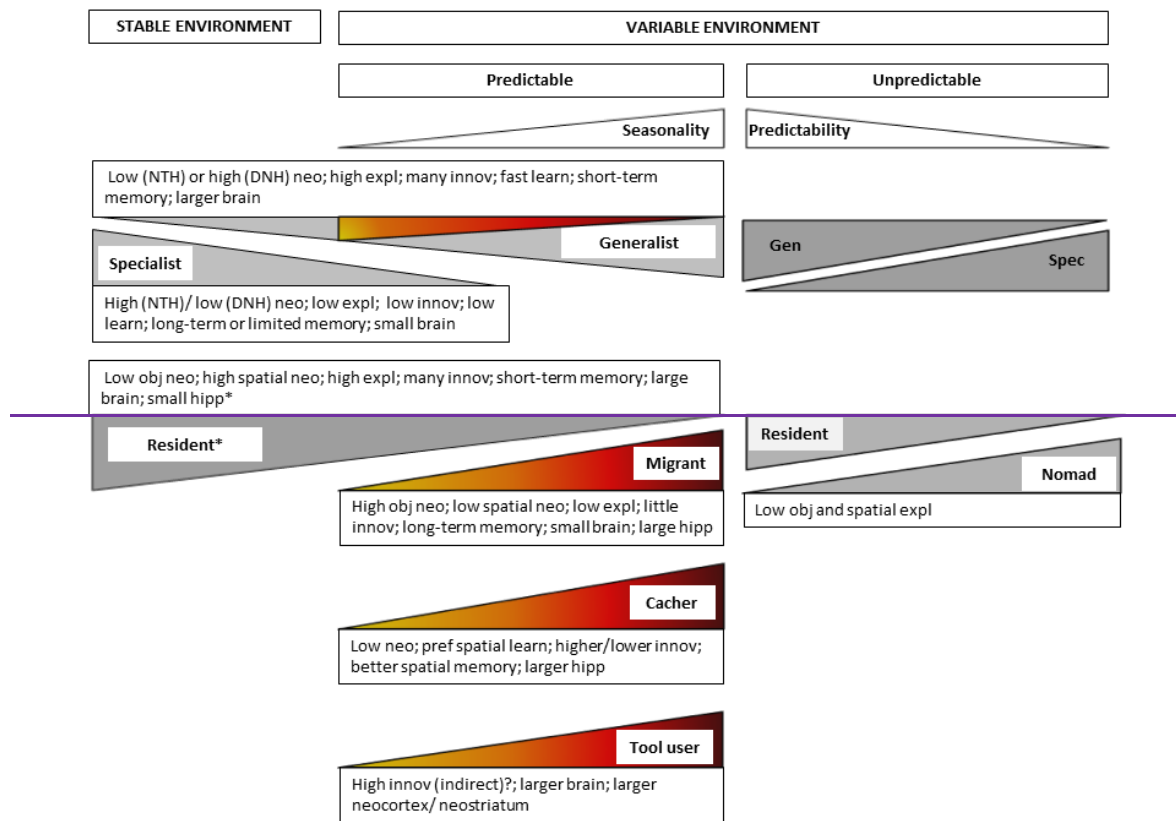 STABLE ENVIRONMENT
VARIABLE ENVIRONMENT
Predictable
Unpredictable
Seasonality
Predictability
Low (NTH) or high (DNH) neo; high expl; many innov; fast learn; short-term
memory; larger brain
Generalist
Specialist
Gen
Spec
High (NTH)/ low (DNH) neo; low expl; low innov; low
learn; long-term or limited memory; small brain
Low obj neo; high spatial neo; high expl; many innov; short-term memory; large
brain; small hipp*
Resident*
Migrant
Resident
Nomad
High obj neo; low spatial neo; low expl; little
innov; long-term memory; small brain; large hipp
Low obj and spatial expl
Cacher
Low neo; pref spatial learn; higher/lower innov;
better spatial memory; larger hipp
Tool user
High innov (indirect)?; larger brain; larger
neocortex/ neostriatum